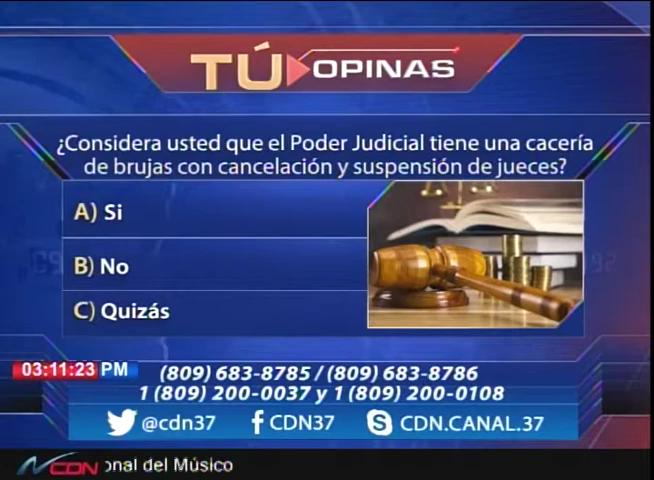 TÚ OPINAS
¿Considera usted que el Poder Judicial tiene una cacería
de brujas con cancelación y suspensión de jueces?
A) Si
B) No
C) Quizás
03:11:23 PM
(809) 683-8785 / (809) 683-8786
1 (809) 200-0037 y 1 (809) 200-0108
@cdn37 CDN37 CDN.CANAL.37
CDN onal del Músico